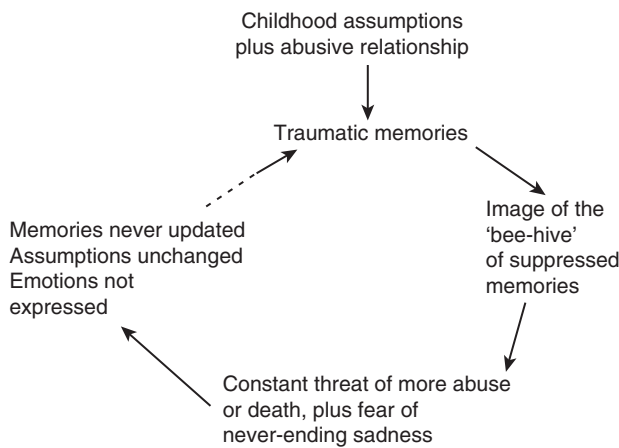 Childhood assumptions
plus abusive relationship
Traumatic memories
Image of the
‘bee-hive’
of suppressed
memories
Constant threat of more abuse
or death, plus fear of
never-ending sadness
Memories never updated
Assumptions unchanged
Emotions not
expressed